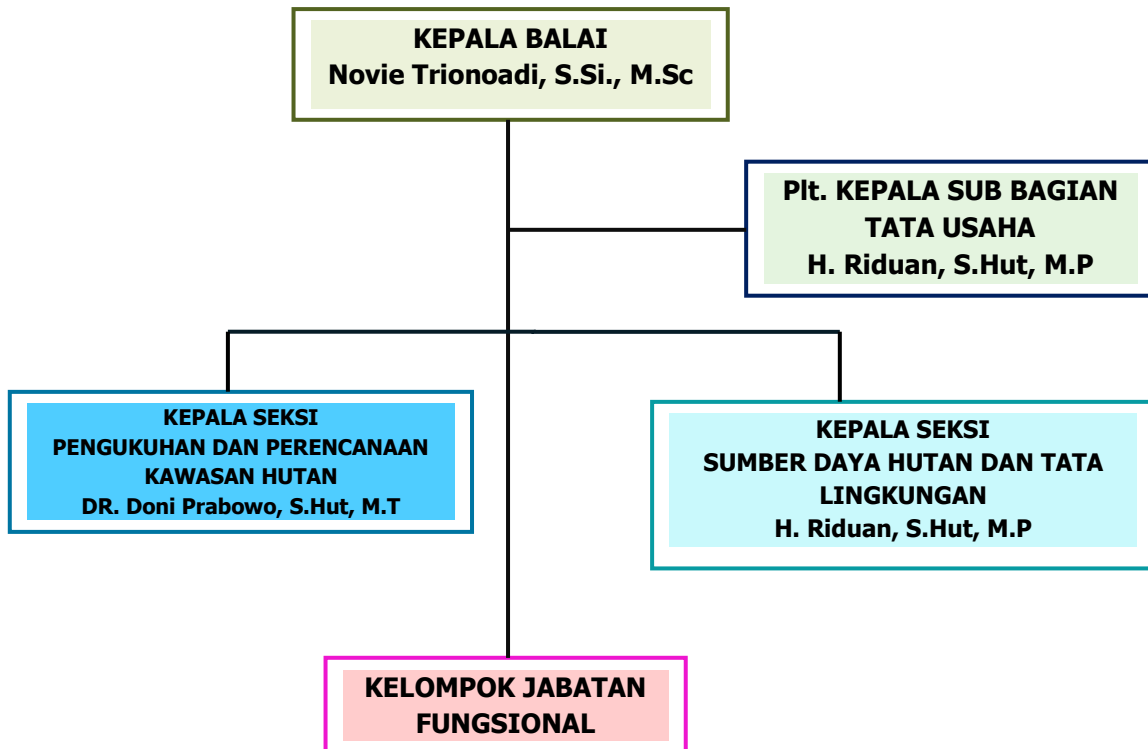 KEPALA BALAI
Novie Trionoadi, S.Si., M.Sc
Plt. KEPALA SUB BAGIAN
TATA USAHA
H. Riduan, S.Hut, M.P
KEPALA SEKSI
PENGUKUHAN DAN PERENCANAAN
KAWASAN HUTAN
DR. Doni Prabowo, S.Hut, M.T
KEPALA SEKSI
SUMBER DAYA HUTAN DAN TATA
LINGKUNGAN
H. Riduan, S.Hut, M.P
KELOMPOK JABATAN
FUNGSIONAL